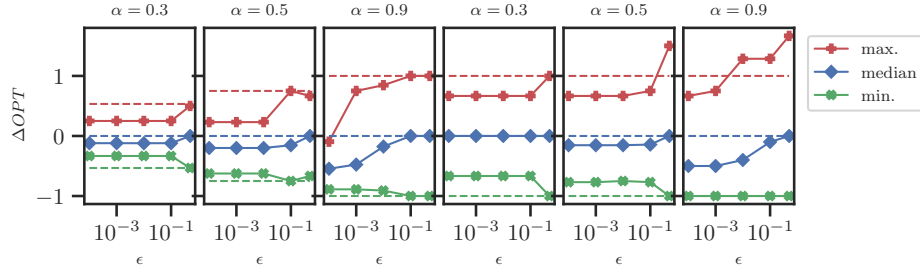 α = 0.3 α = 0.5 α = 0.9 α = 0.3 α = 0.5 α = 0.9
max.
median
min.
ΔOPT
1
0
−1
10⁻³ 10⁻¹ 10⁻³ 10⁻¹ 10⁻³ 10⁻¹ 10⁻³ 10⁻¹ 10⁻³ 10⁻¹ 10⁻³ 10⁻¹
ϵ ϵ ϵ ϵ ϵ ϵ